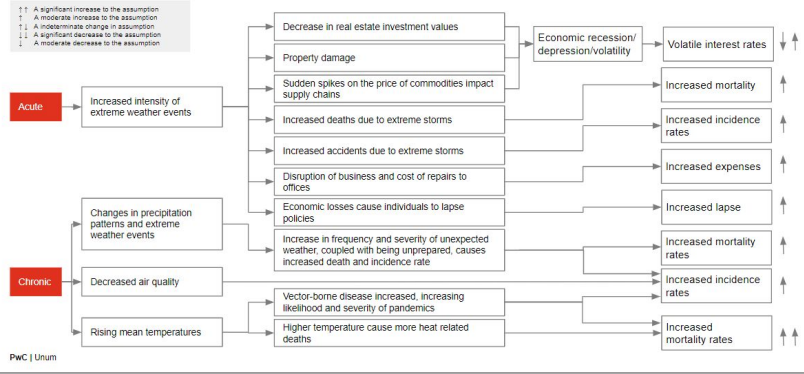 ↑↑ A significant increase to the assumption
↑ A moderate increase to the assumption
↑↓ A indeterminate change in assumption
↓↓ A significant decrease to the assumption
↓ A moderate decrease to the assumption
Acute
Increased intensity of
extreme weather events
Decrease in real estate investment values
Property damage
Sudden spikes on the price of commodities impact
supply chains
Increased deaths due to extreme storms
Increased accidents due to extreme storms
Disruption of business and cost of repairs to
offices
Economic losses cause individuals to lapse
policies
Economic recession/
depression/volatility
Volatile interest rates
↓ ↑
Increased mortality
↑
Increased incidence
rates
↑
Increased expenses
↑
Increased lapse
↑
Chronic
Changes in precipitation
patterns and extreme
weather events
Increase in frequency and severity of unexpected
weather, coupled with being unprepared, causes
increased death and incidence rate
Increased mortality
rates
↑
Decreased air quality
Increased incidence
rates
↑
Rising mean temperatures
Vector-borne disease increased, increasing
likelihood and severity of pandemics
Higher temperature cause more heat related
deaths
Increased
mortality rates
↑↑
PwC | Unum